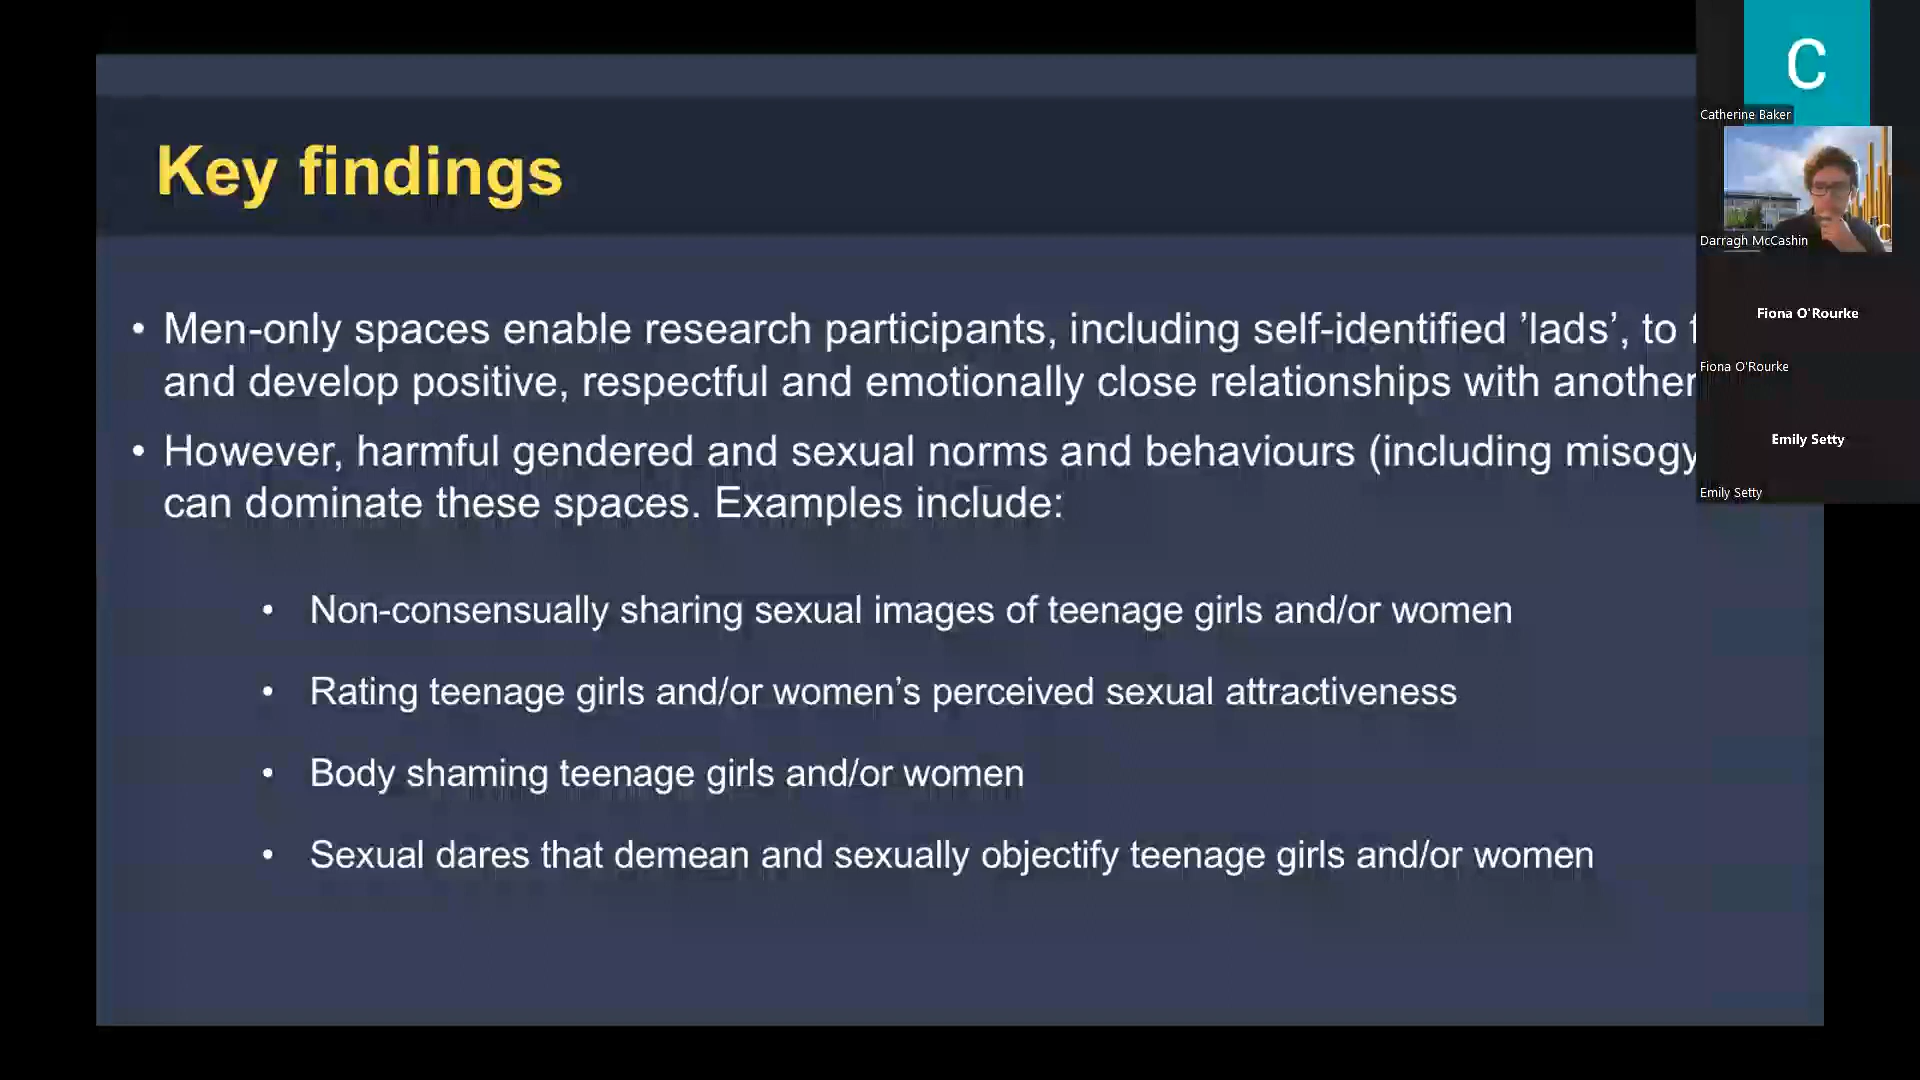 Key findings
• Men-only spaces enable research participants, including self-identified ’lads’, to
and develop positive, respectful and emotionally close relationships with another
• However, harmful gendered and sexual norms and behaviours (including
can dominate these spaces. Examples include:
• Non-consensually sharing sexual images of teenage girls and/or women
• Rating teenage girls and/or women’s perceived sexual attractiveness
• Body shaming teenage girls and/or women
• Sexual dares that demean and sexually objectify teenage girls and/or women
C
Catherine Baker
Darragh McCashin
Fiona O'Rourke
Fiona O'Rourke
Emily Setty
Emily Setty